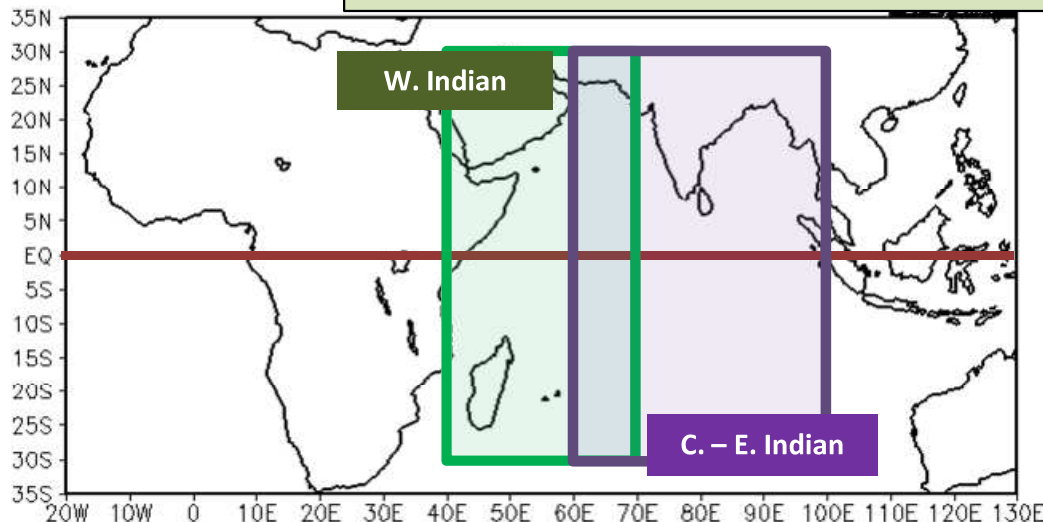 35N
30N
W. Indian
25N
20N
15N
10N
5N
EQ
5S
10S
15S
20S
25S
C. – E. Indian
30S
35S
20W 10W 0 10E 20E 30E 40E 50E 60E 70E 80E 90E 100E 110E 120E 130E